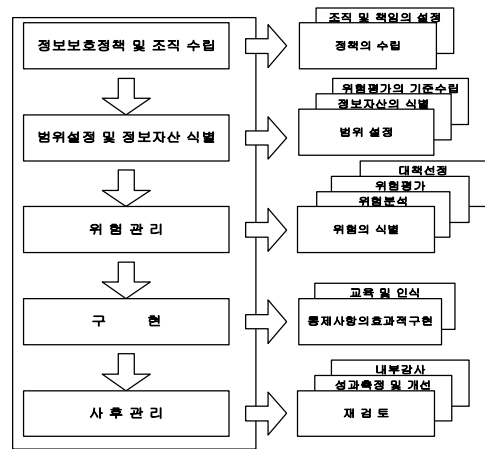 조직 및 책임의 설정
정보보호정책 및 조직 수립
정책의 수립
위험평가의 기준수립
정보자산의 식별
범위설정 및 정보자산 식별
범위 설정
대책선정
위험평가
위험분석
위 험 관 리
위험의 식별
교육 및 인식
구 현
통제사항의효과적구현
내부감사
성과측정 및 개선
사 후 관 리
재 검 토